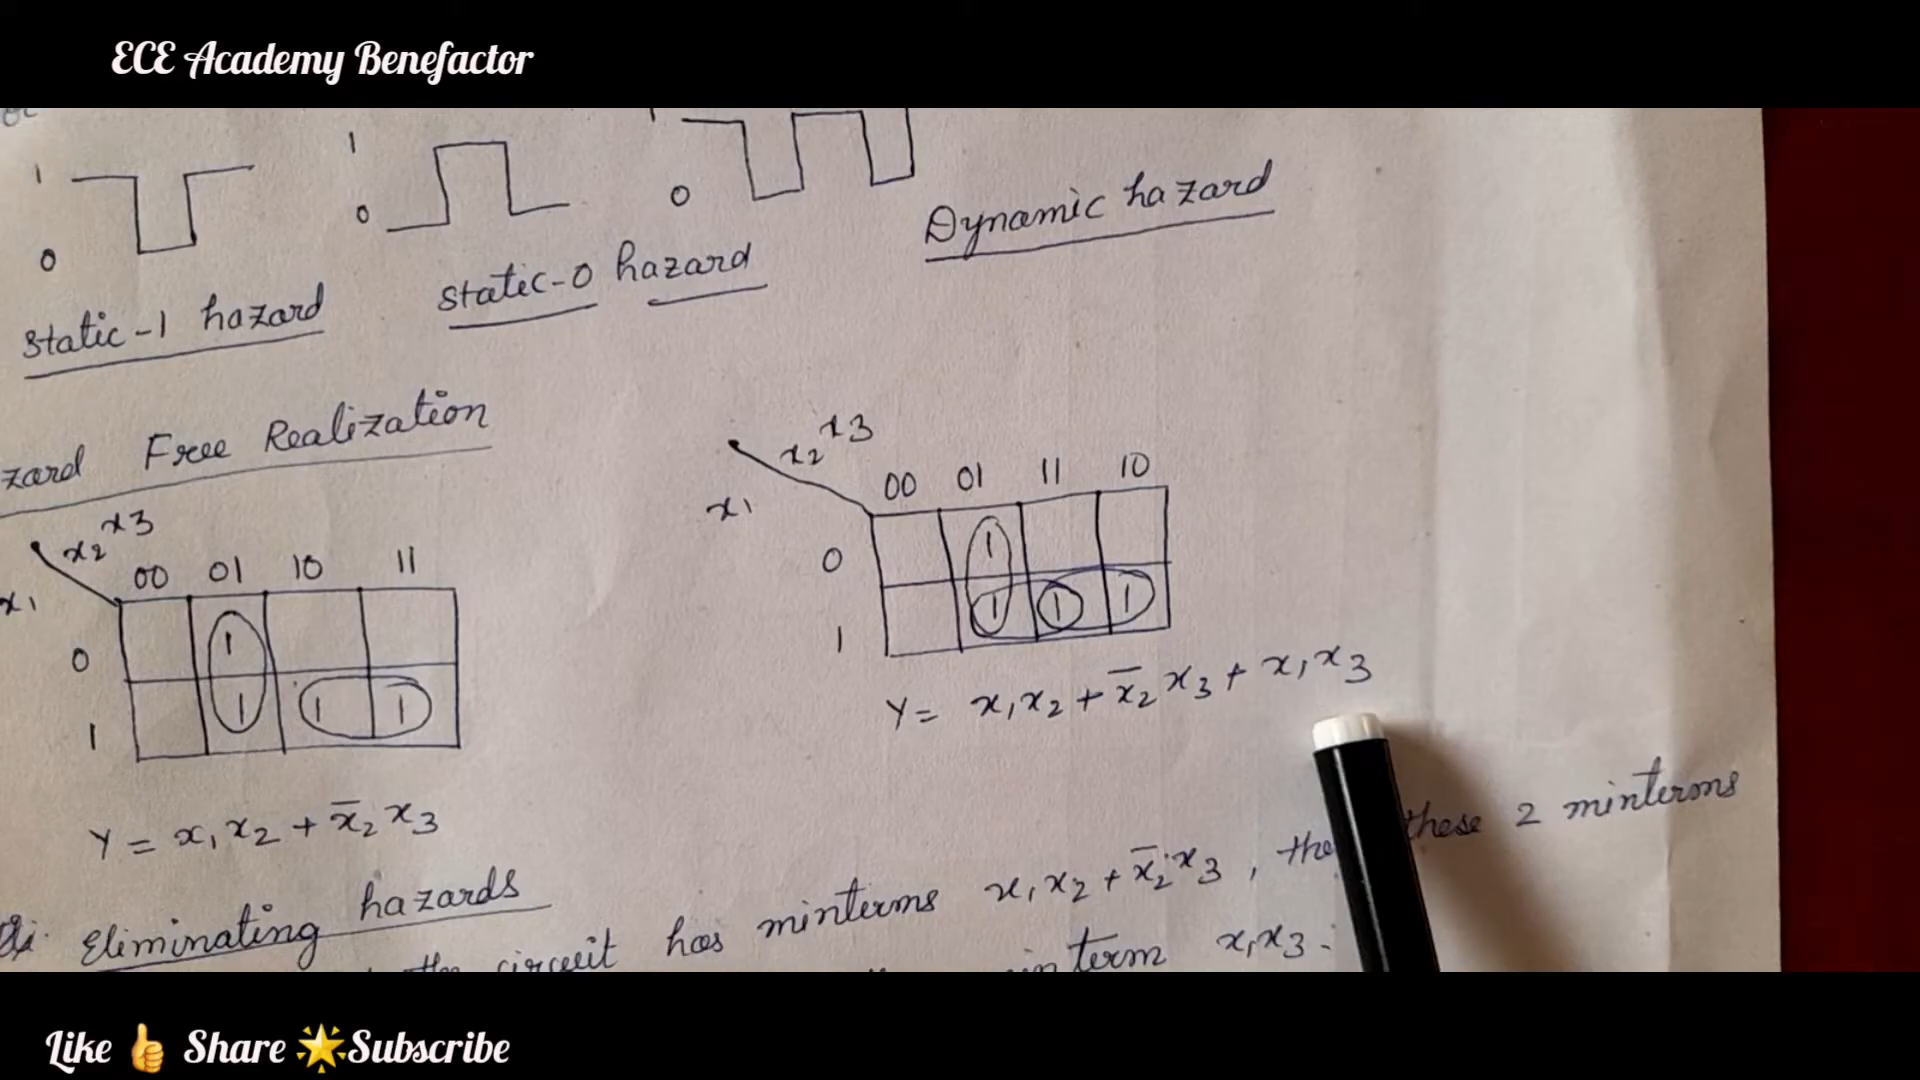 ECE Academy Benefactor
1 0
1 0
0
static-1 hazard
static-0 hazard
Dynamic hazard
zard Free Realization
x2 x3
x1
00 01 10 11
0 1
1 1 1 1
Y = x1x2 + x̅2x3
x2 x3
x1
00 01 11 10
0 1
1 1 1 1
Y = x1x2 + x̅2x3 + x1x3
Eliminating hazards
circuit has minterms x1x2 + x̅2x3, these 2 minterms
term x1x3.
Like 👍 Share 🌟Subscribe